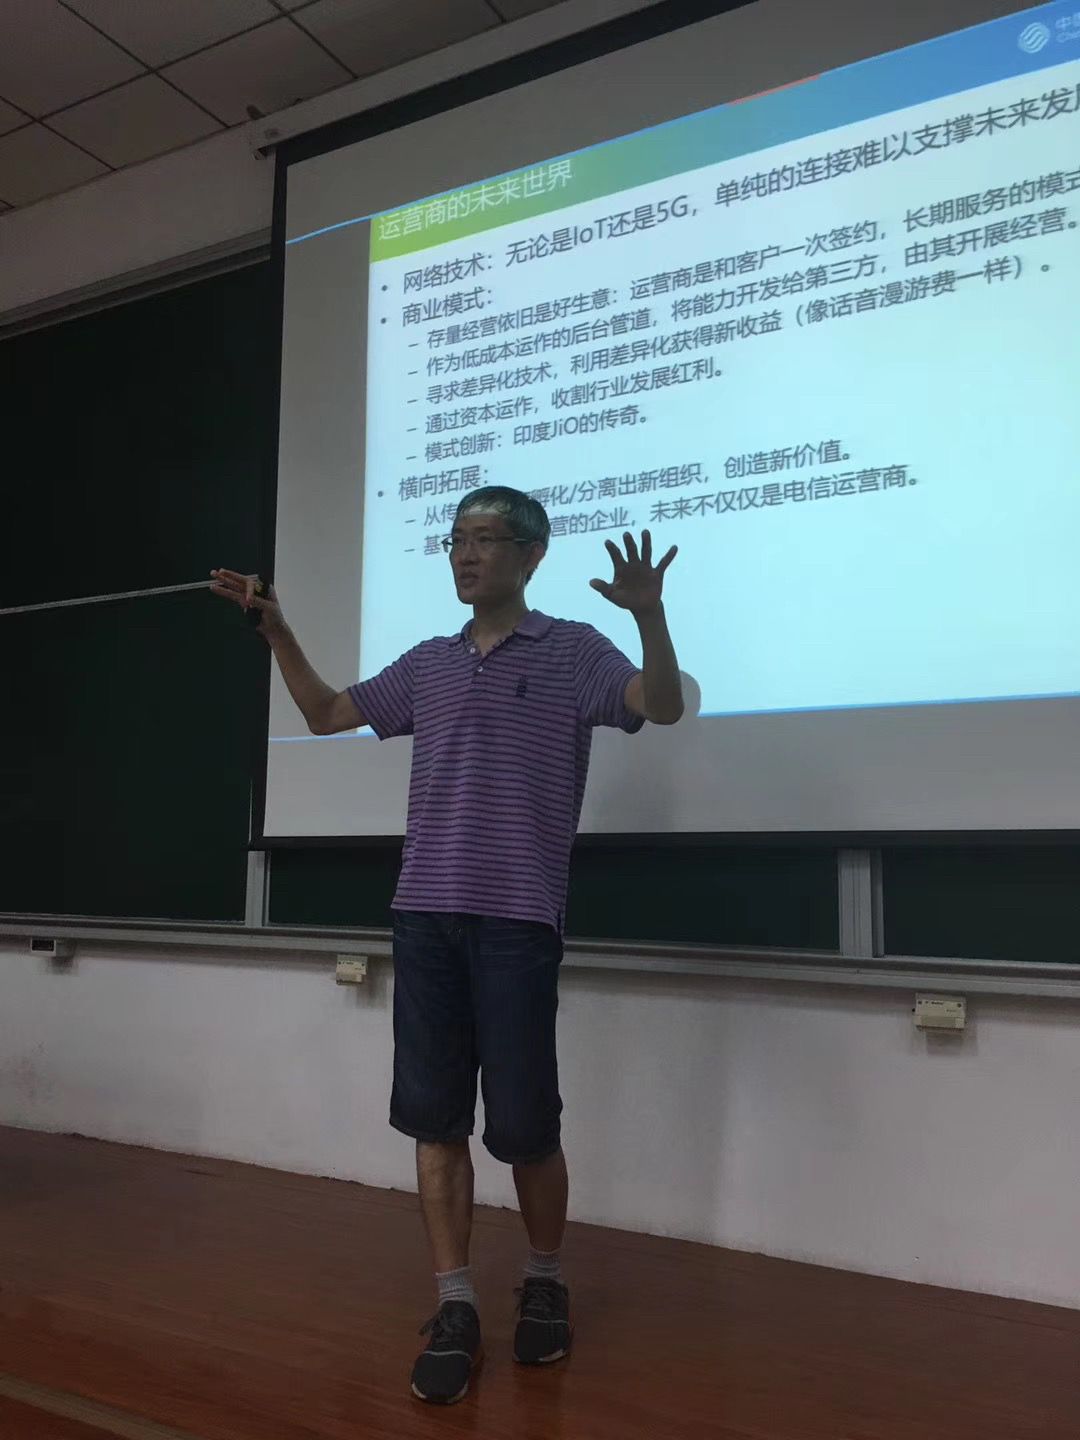 中
运营商的未来世界
• 网络技术：无论是IoT还是5G，单纯的连接难以支撑未来发
• 商业模式：
– 存量经营依旧是好生意：运营商是和客户一次签约，长期服务的模式
– 作为低成本运作的后台管道，将能力开发给第三方，由其开展经营。
– 寻求差异化技术，利用差异化获得新收益（像话音漫游费一样）。
– 通过资本运作，收割行业发展红利。
– 模式创新：印度JiO的传奇。
• 横向拓展：
– 从传 孵化/分离出新组织，创造新价值。
– 基 营的企业，未来不仅仅是电信运营商。